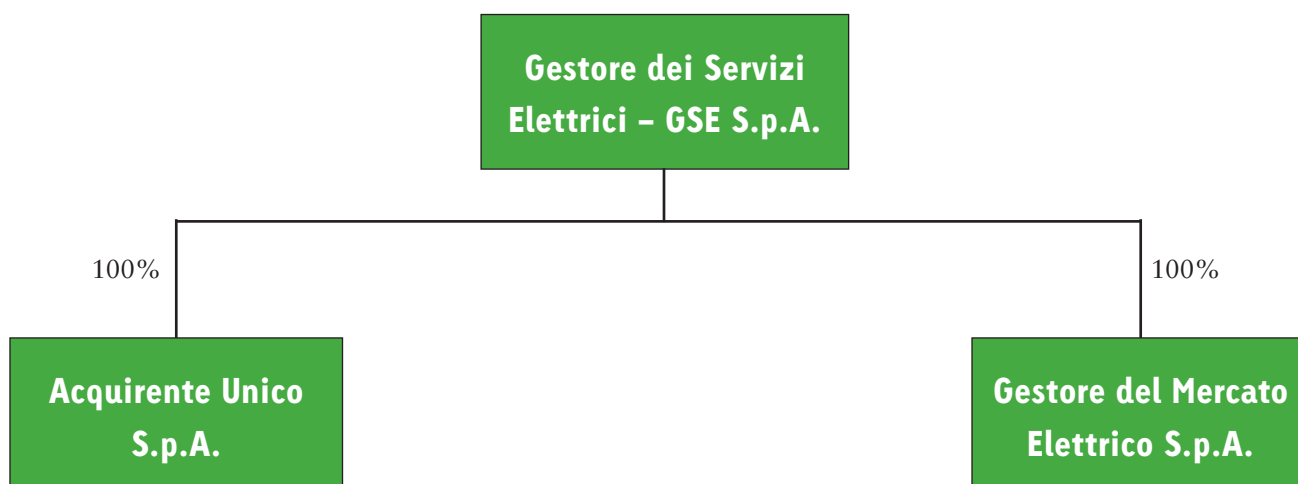 Gestore dei Servizi
Elettrici – GSE S.p.A.
100%
100%
Acquirente Unico
S.p.A.
Gestore del Mercato
Elettrico S.p.A.